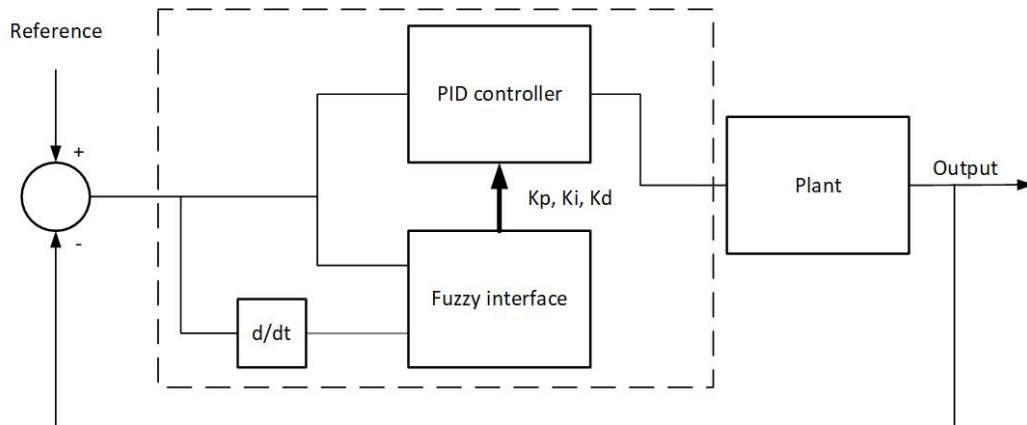 Reference
+
-
PID controller
Kp, Ki, Kd
Fuzzy interface
d/dt
Plant
Output